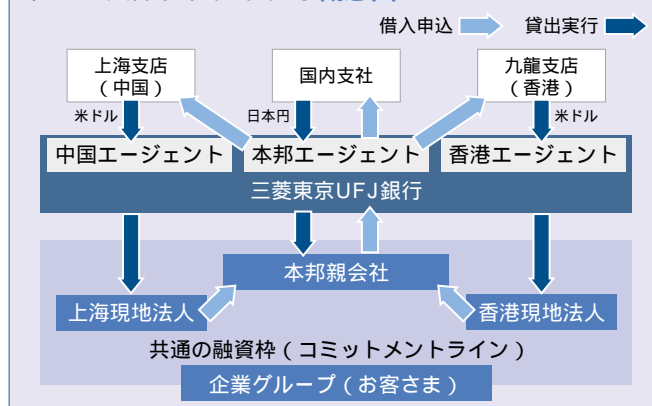 借入申込
貸出実行
上海支店
(中国)
国内支社
九龍支店
(香港)
米ドル
日本円
米ドル
中国エージェント
本邦エージェント
香港エージェント
三菱東京UFJ銀行
本邦親会社
上海現地法人
香港現地法人
共通の融資枠(コミットメントライン)
企業グループ(お客さま)